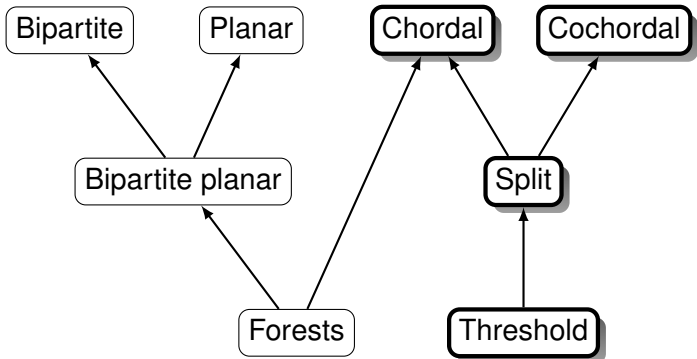 Bipartite
Planar
Chordal
Cochordal
Bipartite planar
Split
Forests
Threshold